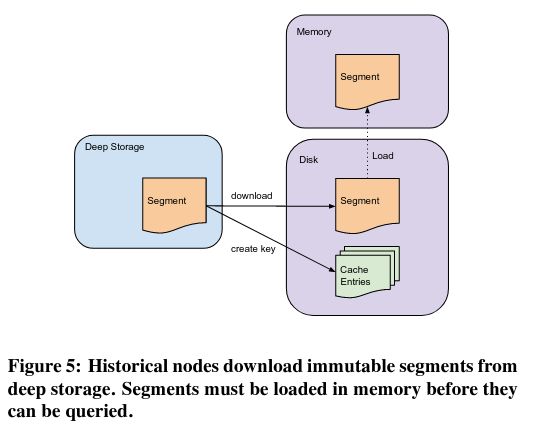 Memory
Segment
Deep Storage
Segment
download
create key
Disk
Load
Segment
Cache
Entries
Figure 5: Historical nodes download immutable segments from
deep storage. Segments must be loaded in memory before they
can be queried.